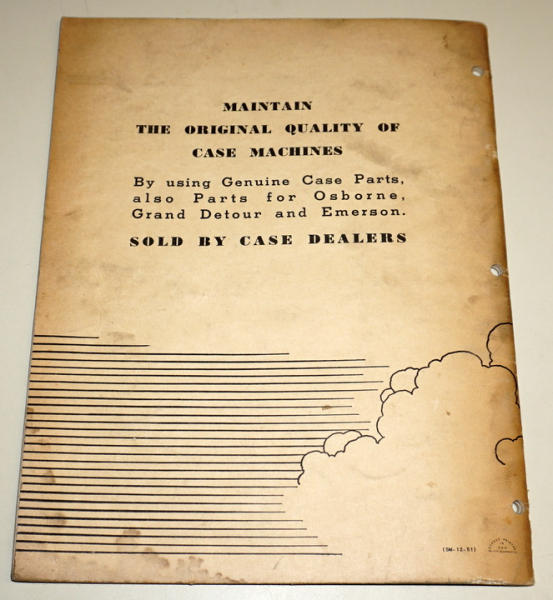 MAINTAIN
THE ORIGINAL QUALITY OF
CASE MACHINES
By using Genuine Case Parts,
also Parts for Osborne,
Grand Detour and Emerson.
SOLD BY CASE DEALERS
(5M-12-51)